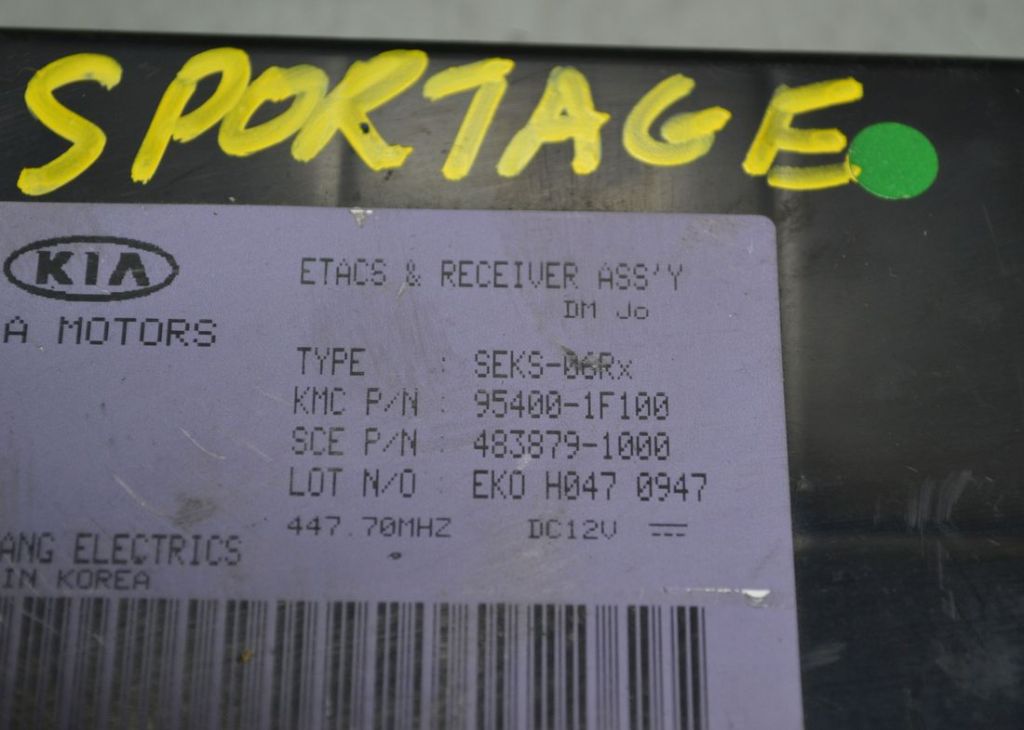 SPORTAGE
KIA
A MOTORS
ETACS & RECEIVER ASS'Y
DM Jo
TYPE : SEKS-06Rx
KMC P/N : 95400-1F100
SCE P/N : 483879-1000
LOT N/O : EKO H047 0947
447.70MHZ DC12V
ANG ELECTRICS
IN KOREA